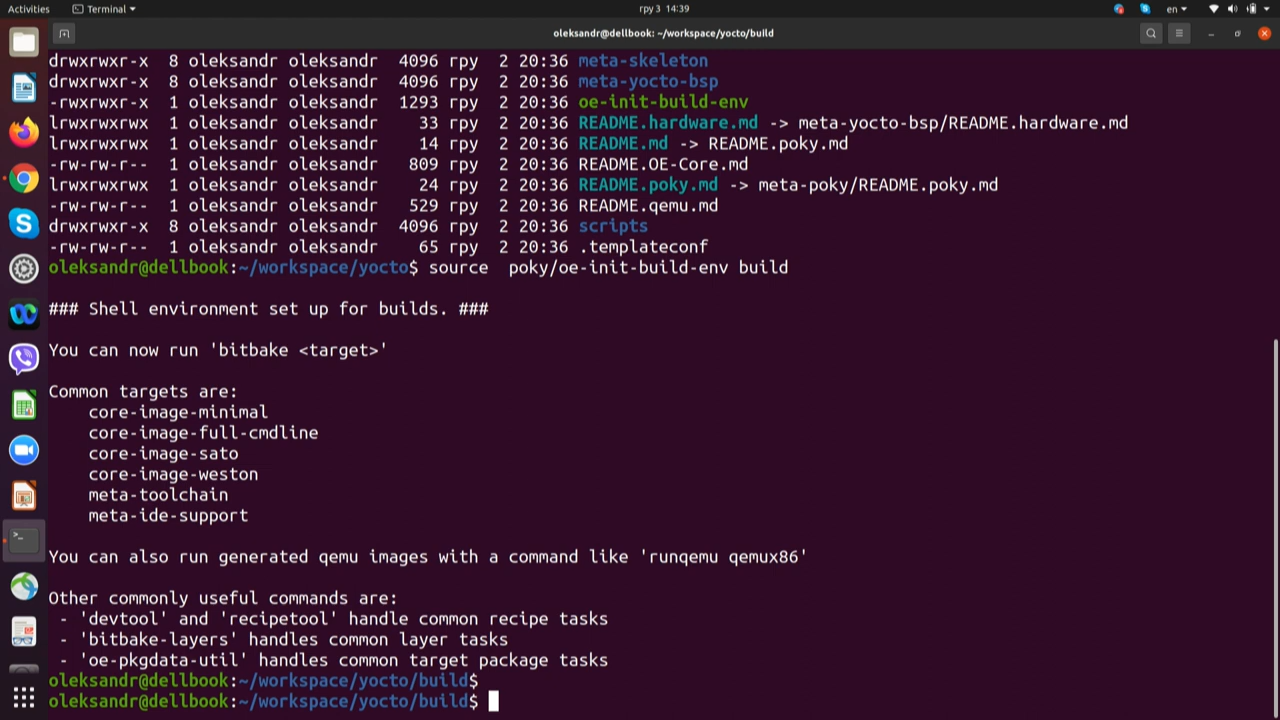 Activities
Terminal
гру 3 14:39
en
oleksandr@dellbook: ~/workspace/yocto/build
drwxrwxr-x  8 oleksandr oleksandr  4096 гру  2 20:36 meta-skeleton
drwxrwxr-x  8 oleksandr oleksandr  4096 гру  2 20:36 meta-yocto-bsp
-rwxrwxr-x  1 oleksandr oleksandr  1293 гру  2 20:36 oe-init-build-env
lrwxrwxrwx  1 oleksandr oleksandr    33 гру  2 20:36 README.hardware.md -> meta-yocto-bsp/README.hardware.md
lrwxrwxrwx  1 oleksandr oleksandr    14 гру  2 20:36 README.md -> README.poky.md
-rw-rw-r--  1 oleksandr oleksandr   809 гру  2 20:36 README.OE-Core.md
lrwxrwxrwx  1 oleksandr oleksandr    24 гру  2 20:36 README.poky.md -> meta-poky/README.poky.md
-rw-rw-r--  1 oleksandr oleksandr   529 гру  2 20:36 README.qemu.md
drwxrwxr-x  8 oleksandr oleksandr  4096 гру  2 20:36 scripts
-rw-rw-r--  1 oleksandr oleksandr    65 гру  2 20:36 .templateconf
oleksandr@dellbook:~/workspace/yocto$ source  poky/oe-init-build-env build
### Shell environment set up for builds. ###
You can now run 'bitbake <target>'
Common targets are:
    core-image-minimal
    core-image-full-cmdline
    core-image-sato
    core-image-weston
    meta-toolchain
    meta-ide-support
You can also run generated qemu images with a command like 'runqemu qemux86'
Other commonly useful commands are:
 - 'devtool' and 'recipetool' handle common recipe tasks
 - 'bitbake-layers' handles common layer tasks
 - 'oe-pkgdata-util' handles common target package tasks
oleksandr@dellbook:~/workspace/yocto/build$
oleksandr@dellbook:~/workspace/yocto/build$